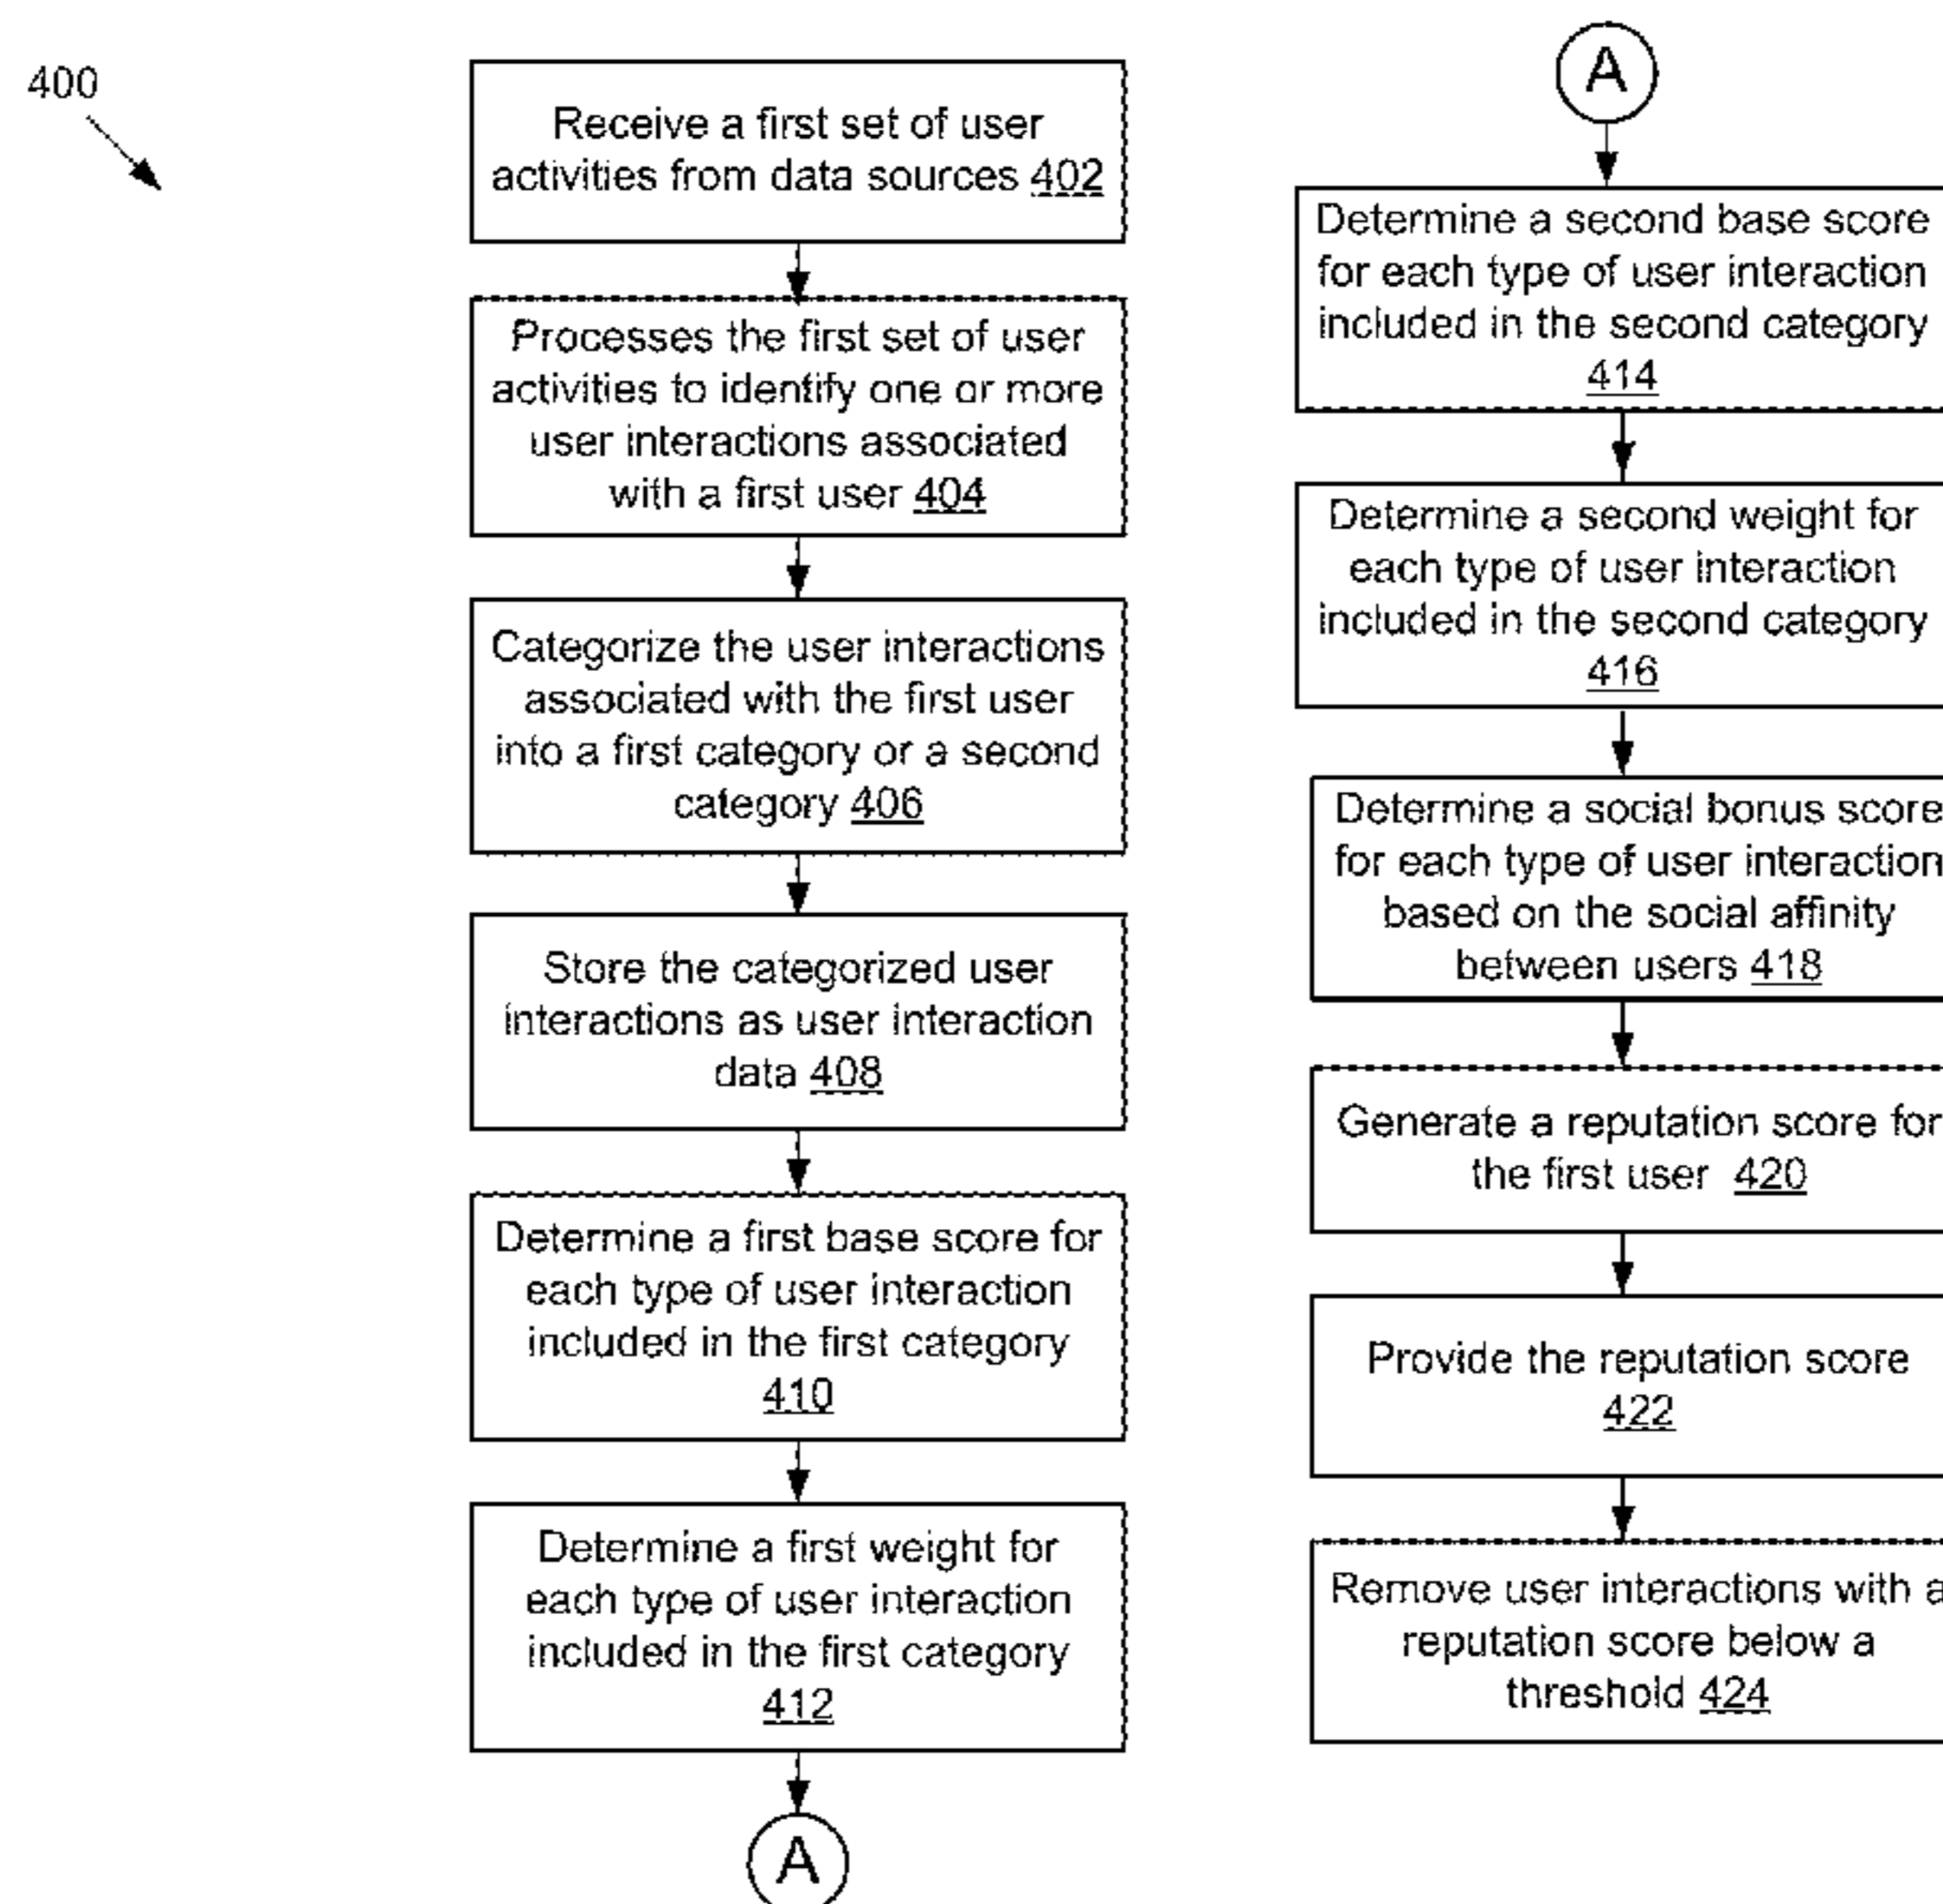 400
Receive a first set of user
activities from data sources 402
Processes the first set of user
activities to identify one or more
user interactions associated
with a first user 404
Categorize the user interactions
associated with the first user
into a first category or a second
category 406
Store the categorized user
interactions as user interaction
data 408
Determine a first base score for
each type of user interaction
included in the first category
410
Determine a first weight for
each type of user interaction
included in the first category
412
A
A
Determine a second base score
for each type of user interaction
included in the second category
414
Determine a second weight for
each type of user interaction
included in the second category
416
Determine a social bonus score
for each type of user interaction
based on the social affinity
between users 418
Generate a reputation score for
the first user 420
Provide the reputation score
422
Remove user interactions with a
reputation score below a
threshold 424